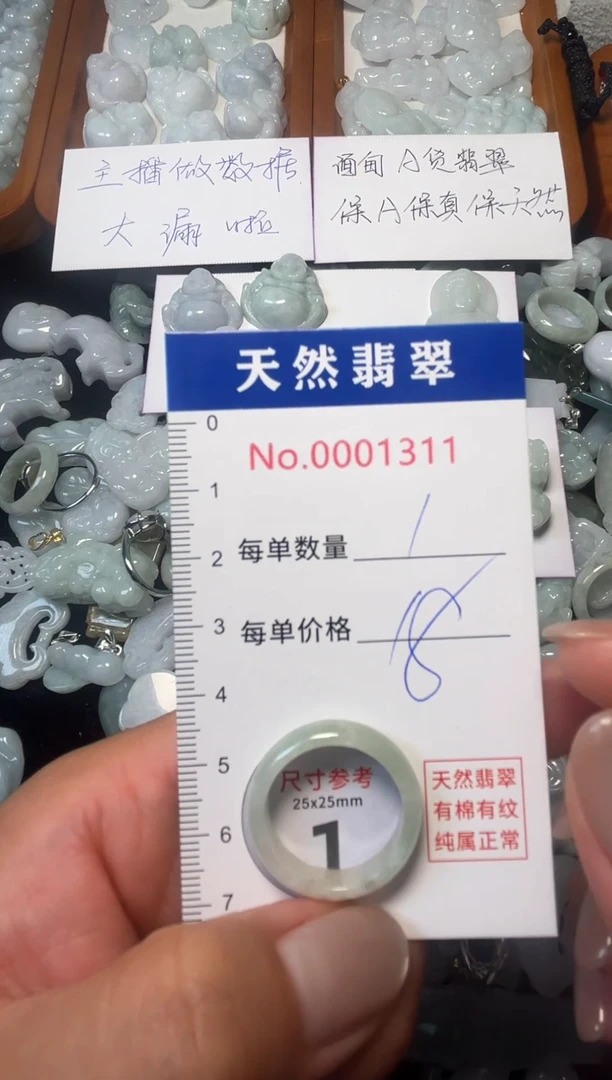 主播做数据
大漏啦
缅甸A货翡翠
保A保真保天然
天然翡翠
No.0001311
0
1
每单数量 1
2
每单价格 18
3
4
5
6
7
尺寸参考
25x25mm
1
天然翡翠
有棉有纹
纯属正常